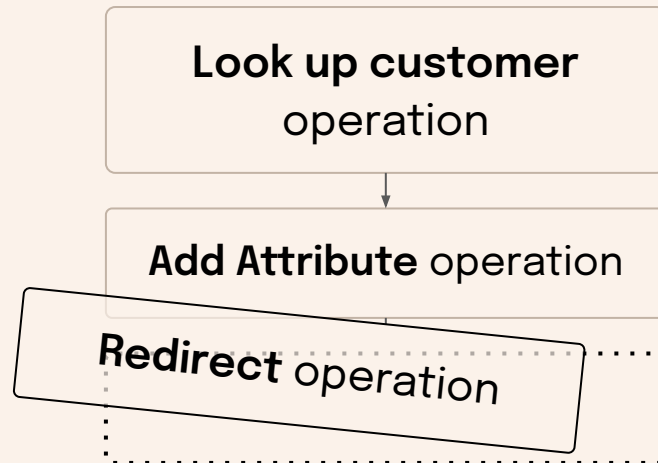 Look up customer
operation
Add Attribute operation
Redirect operation